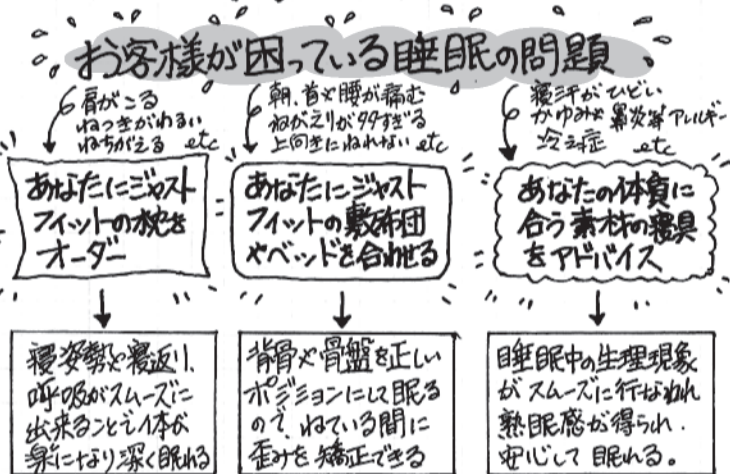 お客様が困っている睡眠の問題
肩がこる
ねつきがわるい
ねちがえる etc
あなたにジャスト
フィットの枕を
オーダー
寝姿勢や寝返り、
呼吸がスムーズに
出来ることで体が
楽になり深く眠れる
朝、首や腰が痛む
ねがえりが多すぎる
上向きにねれない etc
あなたにジャスト
フィットの敷布団
やベッドを合わせる
背骨や骨盤を正しい
ポジションにして眠る
ので、ねている間に
歪みを矯正できる
寝汗がひどい
かゆみや鼻炎等アレルギー
冷え症 etc
あなたの体質に
合う素材の寝具
をアドバイス
睡眠中の生理現象
がスムーズに行なわれ
熟眠感が得られ、
安心して眠れる。